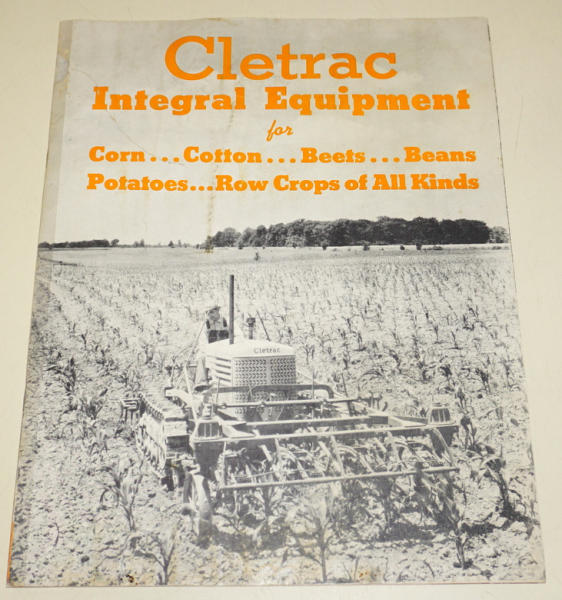 Cletrac
Integral Equipment
for
Corn...Cotton...Beets...Beans
Potatoes...Row Crops of All Kinds
Cletrac